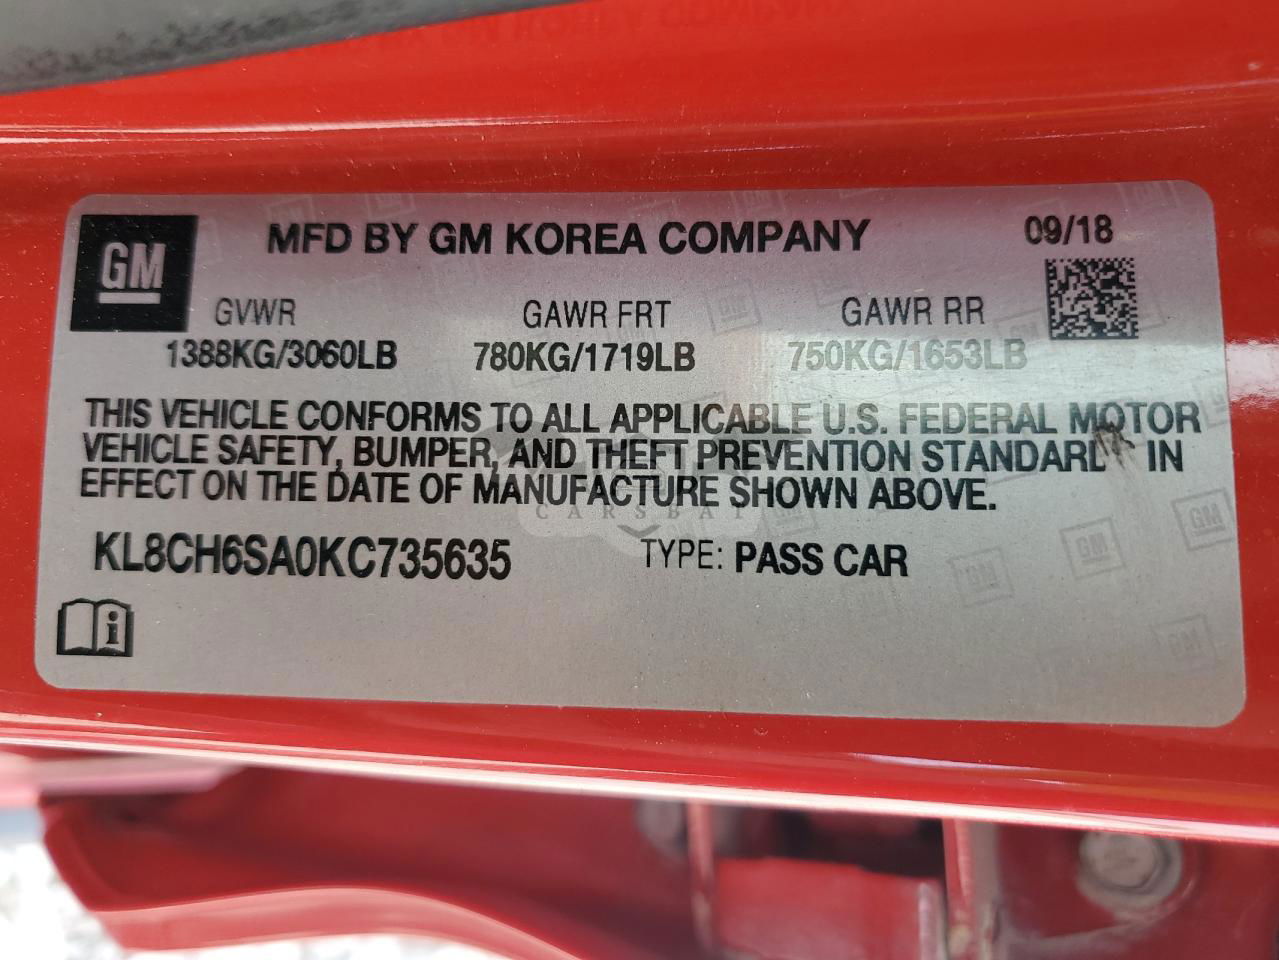 GM
MFD BY GM KOREA COMPANY
09/18
GVWR
GAWR FRT
GAWR RR
1388KG/3060LB
780KG/1719LB
750KG/1653LB
THIS VEHICLE CONFORMS TO ALL APPLICABLE U.S. FEDERAL MOTOR
VEHICLE SAFETY, BUMPER, AND THEFT PREVENTION IN
EFFECT ON THE DATE OF MANUFACTURE SHOWN ABOVE.
CARSBAT
KL8CH6SA0KC735635
TYPE: PASS CAR
i